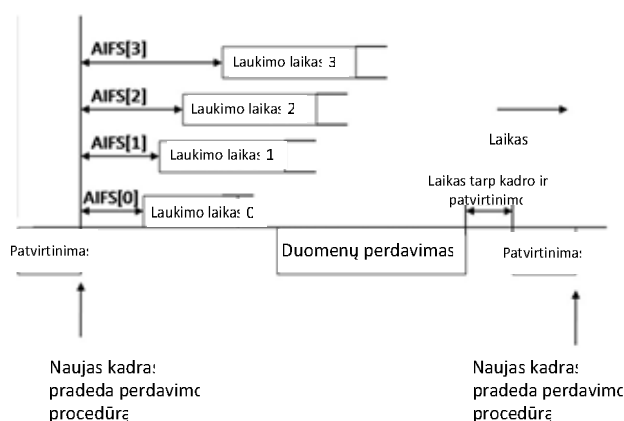 AIFS[3]
Laukimo laikas 3
AIFS[2]
Laukimo laikas 2
Laikas
AIFS[1]
Laukimo laikas 1
Laikas tarp kadro ir
patvirtinimo
AIFS[0]
Laukimo laikas 0
Patvirtinimas
Duomenų perdavimas
Patvirtinimas
Naujas kadras
pradeda perdavimo
procedūrą
Naujas kadras
pradeda perdavimo
procedūrą